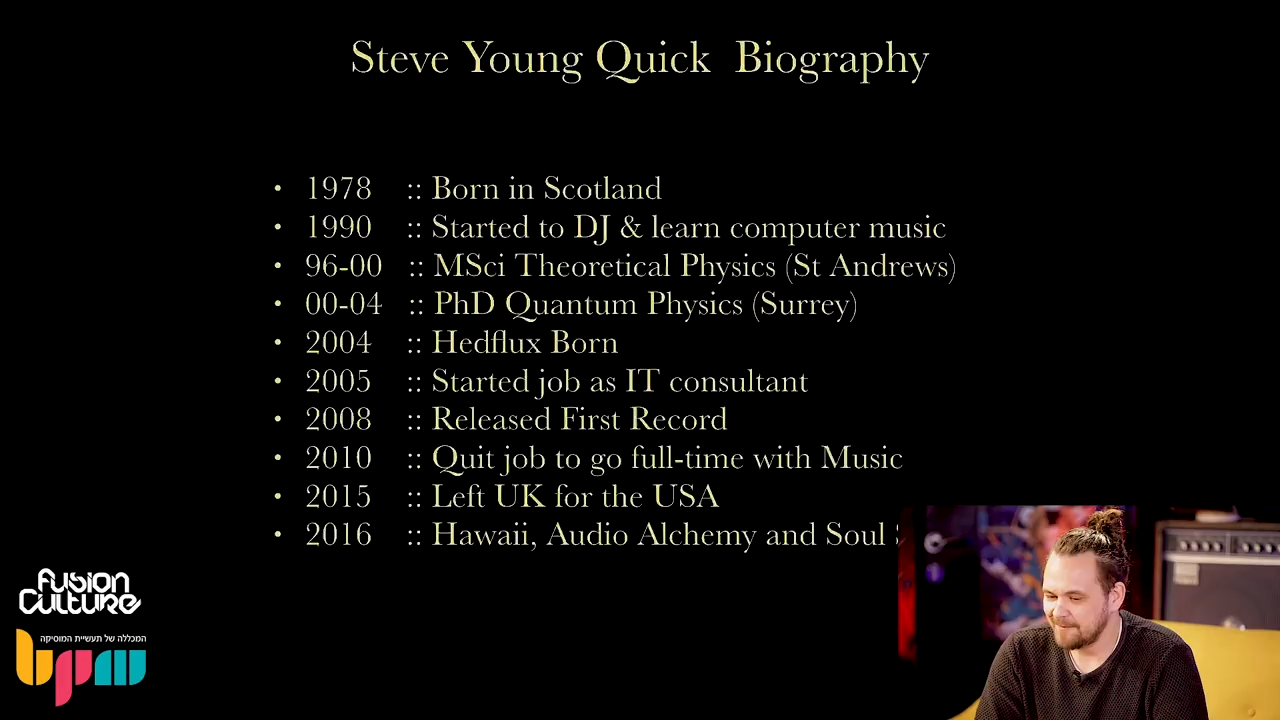 Steve Young Quick Biography
• 1978 :: Born in Scotland
• 1990 :: Started to DJ & learn computer music
• 96-00 :: MSci Theoretical Physics (St Andrews)
• 00-04 :: PhD Quantum Physics (Surrey)
• 2004 :: Hedflux Born
• 2005 :: Started job as IT consultant
• 2008 :: Released First Record
• 2010 :: Quit job to go full-time with Music
• 2015 :: Left UK for the USA
• 2016 :: Hawaii, Audio Alchemy and Soul
Fusion
Culture
המכללה של תעשיית המוסיקה
bpm